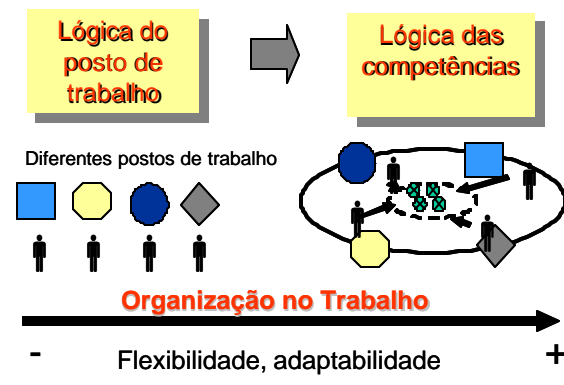 Lógica do
posto de
trabalho
Lógica das
competências
Diferentes postos de trabalho
Organização no Trabalho
- Flexibilidade, adaptabilidade +